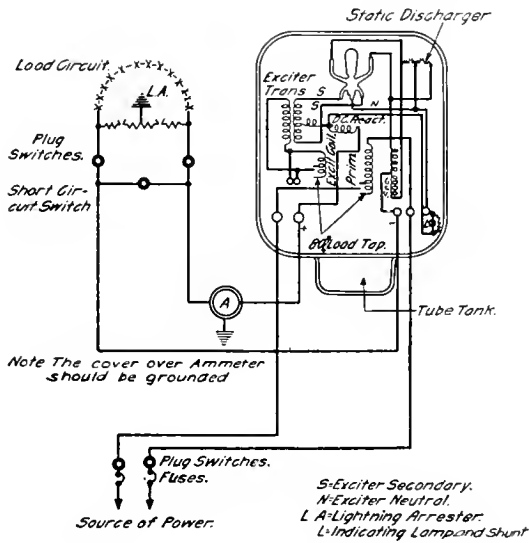 Static Discharger
Load Circuit.
L.A.
Exciter
Trans
S
S
N
D.C. React.
Plug
Switches.
Excit Coil.
Prim.
Sec.
Short Cir-
cuit Switch
+
-
L
80% Load Tap.
A
Tube Tank.
Note The cover over Ammeter
should be grounded
Plug Switches.
Fuses.
Source of Power.
S=Exciter Secondary.
N=Exciter Neutral.
L A=Lightning Arrester.
L=Indicating Lamp and Shunt